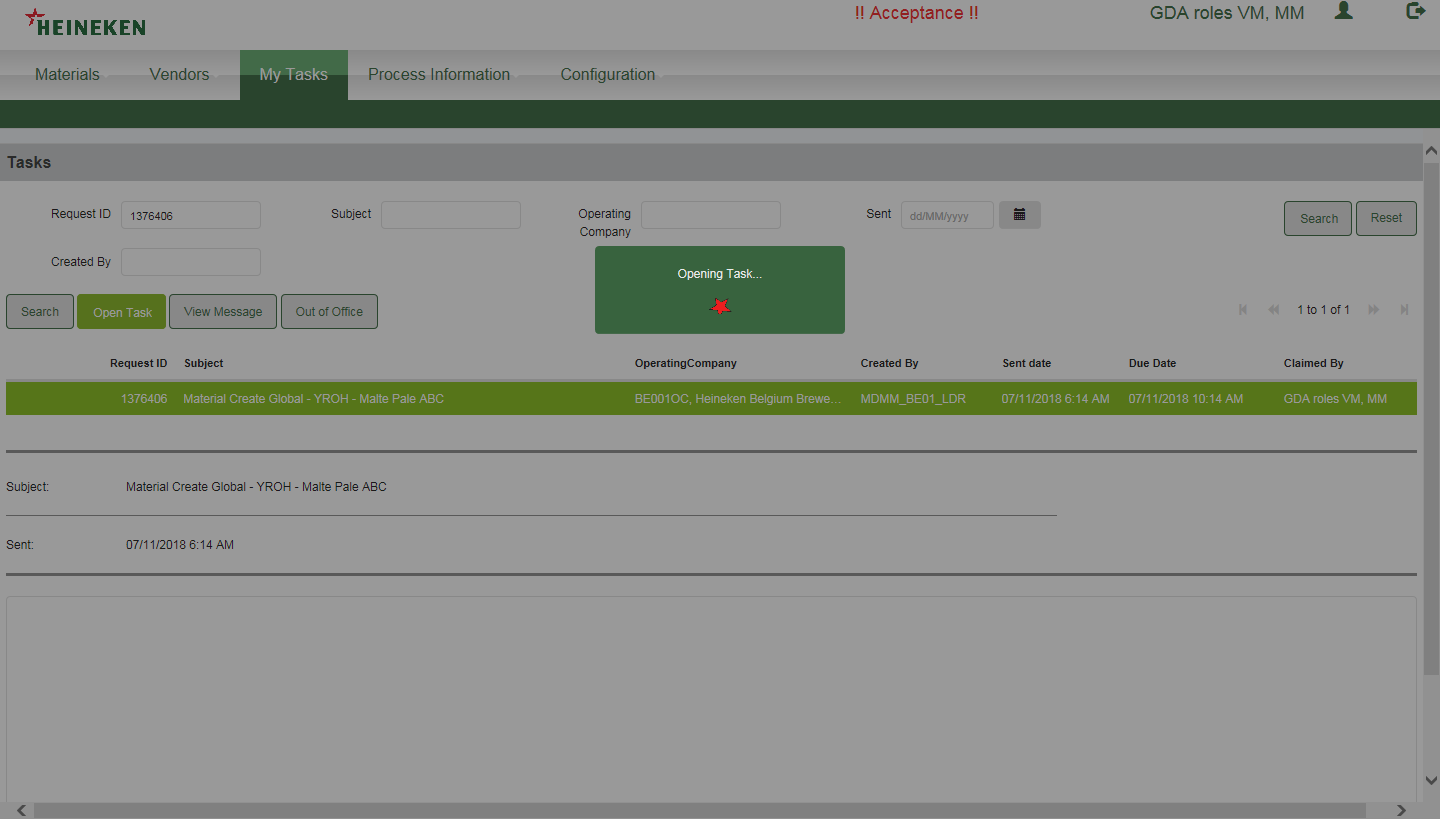 HEINEKEN
!! Acceptance !!
GDA roles VM, MM
Materials
Vendors
My Tasks
Process Information
Configuration
Tasks
Request ID
1376406
Subject
Operating
Company
Sent
dd/MM/yyyy
Search
Reset
Created By
Opening Task...
Search
Open Task
View Message
Out of Office
1 to 1 of 1
Request ID Subject OperatingCompany Created By Sent date Due Date Claimed By
1376406 Material Create Global - YROH - Malte Pale ABC BE001OC, Heineken Belgium Brewe... MDMM_BE01_LDR 07/11/2018 6:14 AM 07/11/2018 10:14 AM GDA roles VM, MM
Subject: Material Create Global - YROH - Malte Pale ABC
Sent: 07/11/2018 6:14 AM